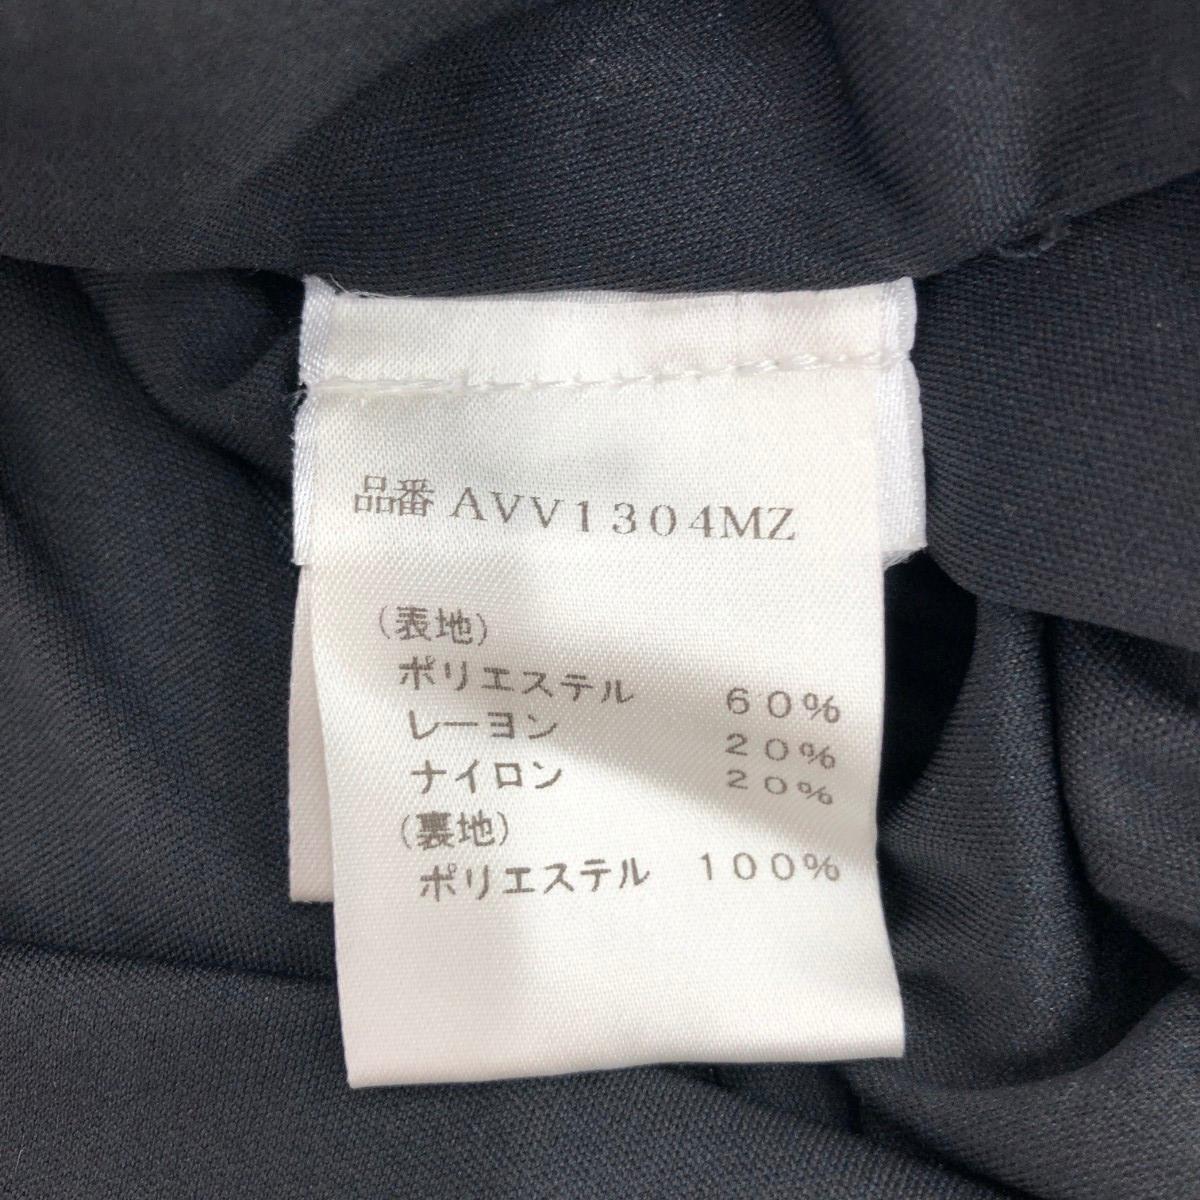 品番 AVV1304MZ
(表地)
ポリエステル 60%
レーヨン 20%
ナイロン 20%
(裏地)
ポリエステル 100%